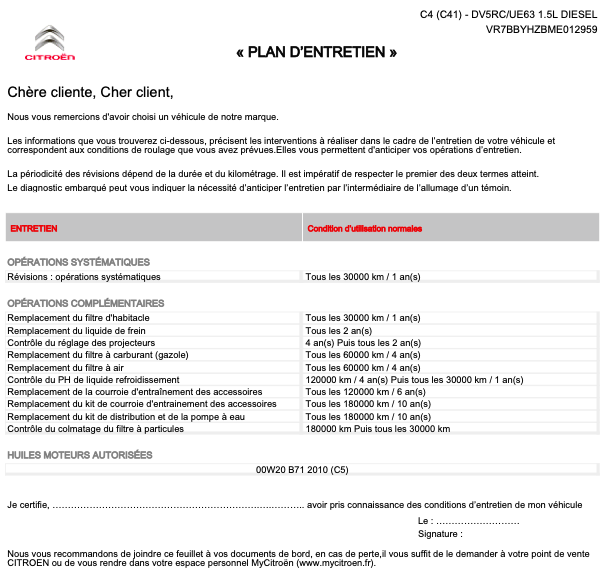 C4 (C41) - DV5RC/UE63 1.5L DIESEL
VR7BBYHZBME012959
CITROËN
« PLAN D'ENTRETIEN »
Chère cliente, Cher client,
Nous vous remercions d'avoir choisi un véhicule de notre marque.
Les informations que vous trouverez ci-dessous, précisent les interventions à réaliser dans le cadre de l'entretien de votre véhicule et
correspondent aux conditions de roulage que vous avez prévues.Elles vous permettent d'anticiper vos opérations d'entretien.
La périodicité des révisions dépend de la durée et du kilométrage. Il est impératif de respecter le premier des deux termes atteint.
Le diagnostic embarqué peut vous indiquer la nécessité d'anticiper l'entretien par l'intermédiaire de l'allumage d'un témoin.
ENTRETIEN Condition d'utilisation normales
OPÉRATIONS SYSTÉMATIQUES
Révisions : opérations systématiques Tous les 30000 km / 1 an(s)
OPÉRATIONS COMPLÉMENTAIRES
Remplacement du filtre d'habitacle Tous les 30000 km / 1 an(s)
Remplacement du liquide de frein Tous les 2 an(s)
Contrôle du réglage des projecteurs 4 an(s) Puis tous les 2 an(s)
Remplacement du filtre à carburant (gazole) Tous les 60000 km / 4 an(s)
Remplacement du filtre à air Tous les 60000 km / 4 an(s)
Contrôle du PH de liquide refroidissement 120000 km / 4 an(s) Puis tous les 30000 km / 1 an(s)
Remplacement de la courroie d'entraînement des accessoires Tous les 120000 km / 6 an(s)
Remplacement du kit de courroie d'entrainement des accessoires Tous les 180000 km / 10 an(s)
Remplacement du kit de distribution et de la pompe à eau Tous les 180000 km / 10 an(s)
Contrôle du colmatage du filtre à particules 180000 km Puis tous les 30000 km
HUILES MOTEURS AUTORISÉES
00W20 B71 2010 (C5)
Je certifie, ……………………………………………………………………….. avoir pris connaissance des conditions d'entretien de mon véhicule
Le : ………………………
Signature :
Nous vous recommandons de joindre ce feuillet à vos documents de bord, en cas de perte,il vous suffit de le demander à votre point de vente
CITROEN ou de vous rendre dans votre espace personnel MyCitroën (www.mycitroen.fr).